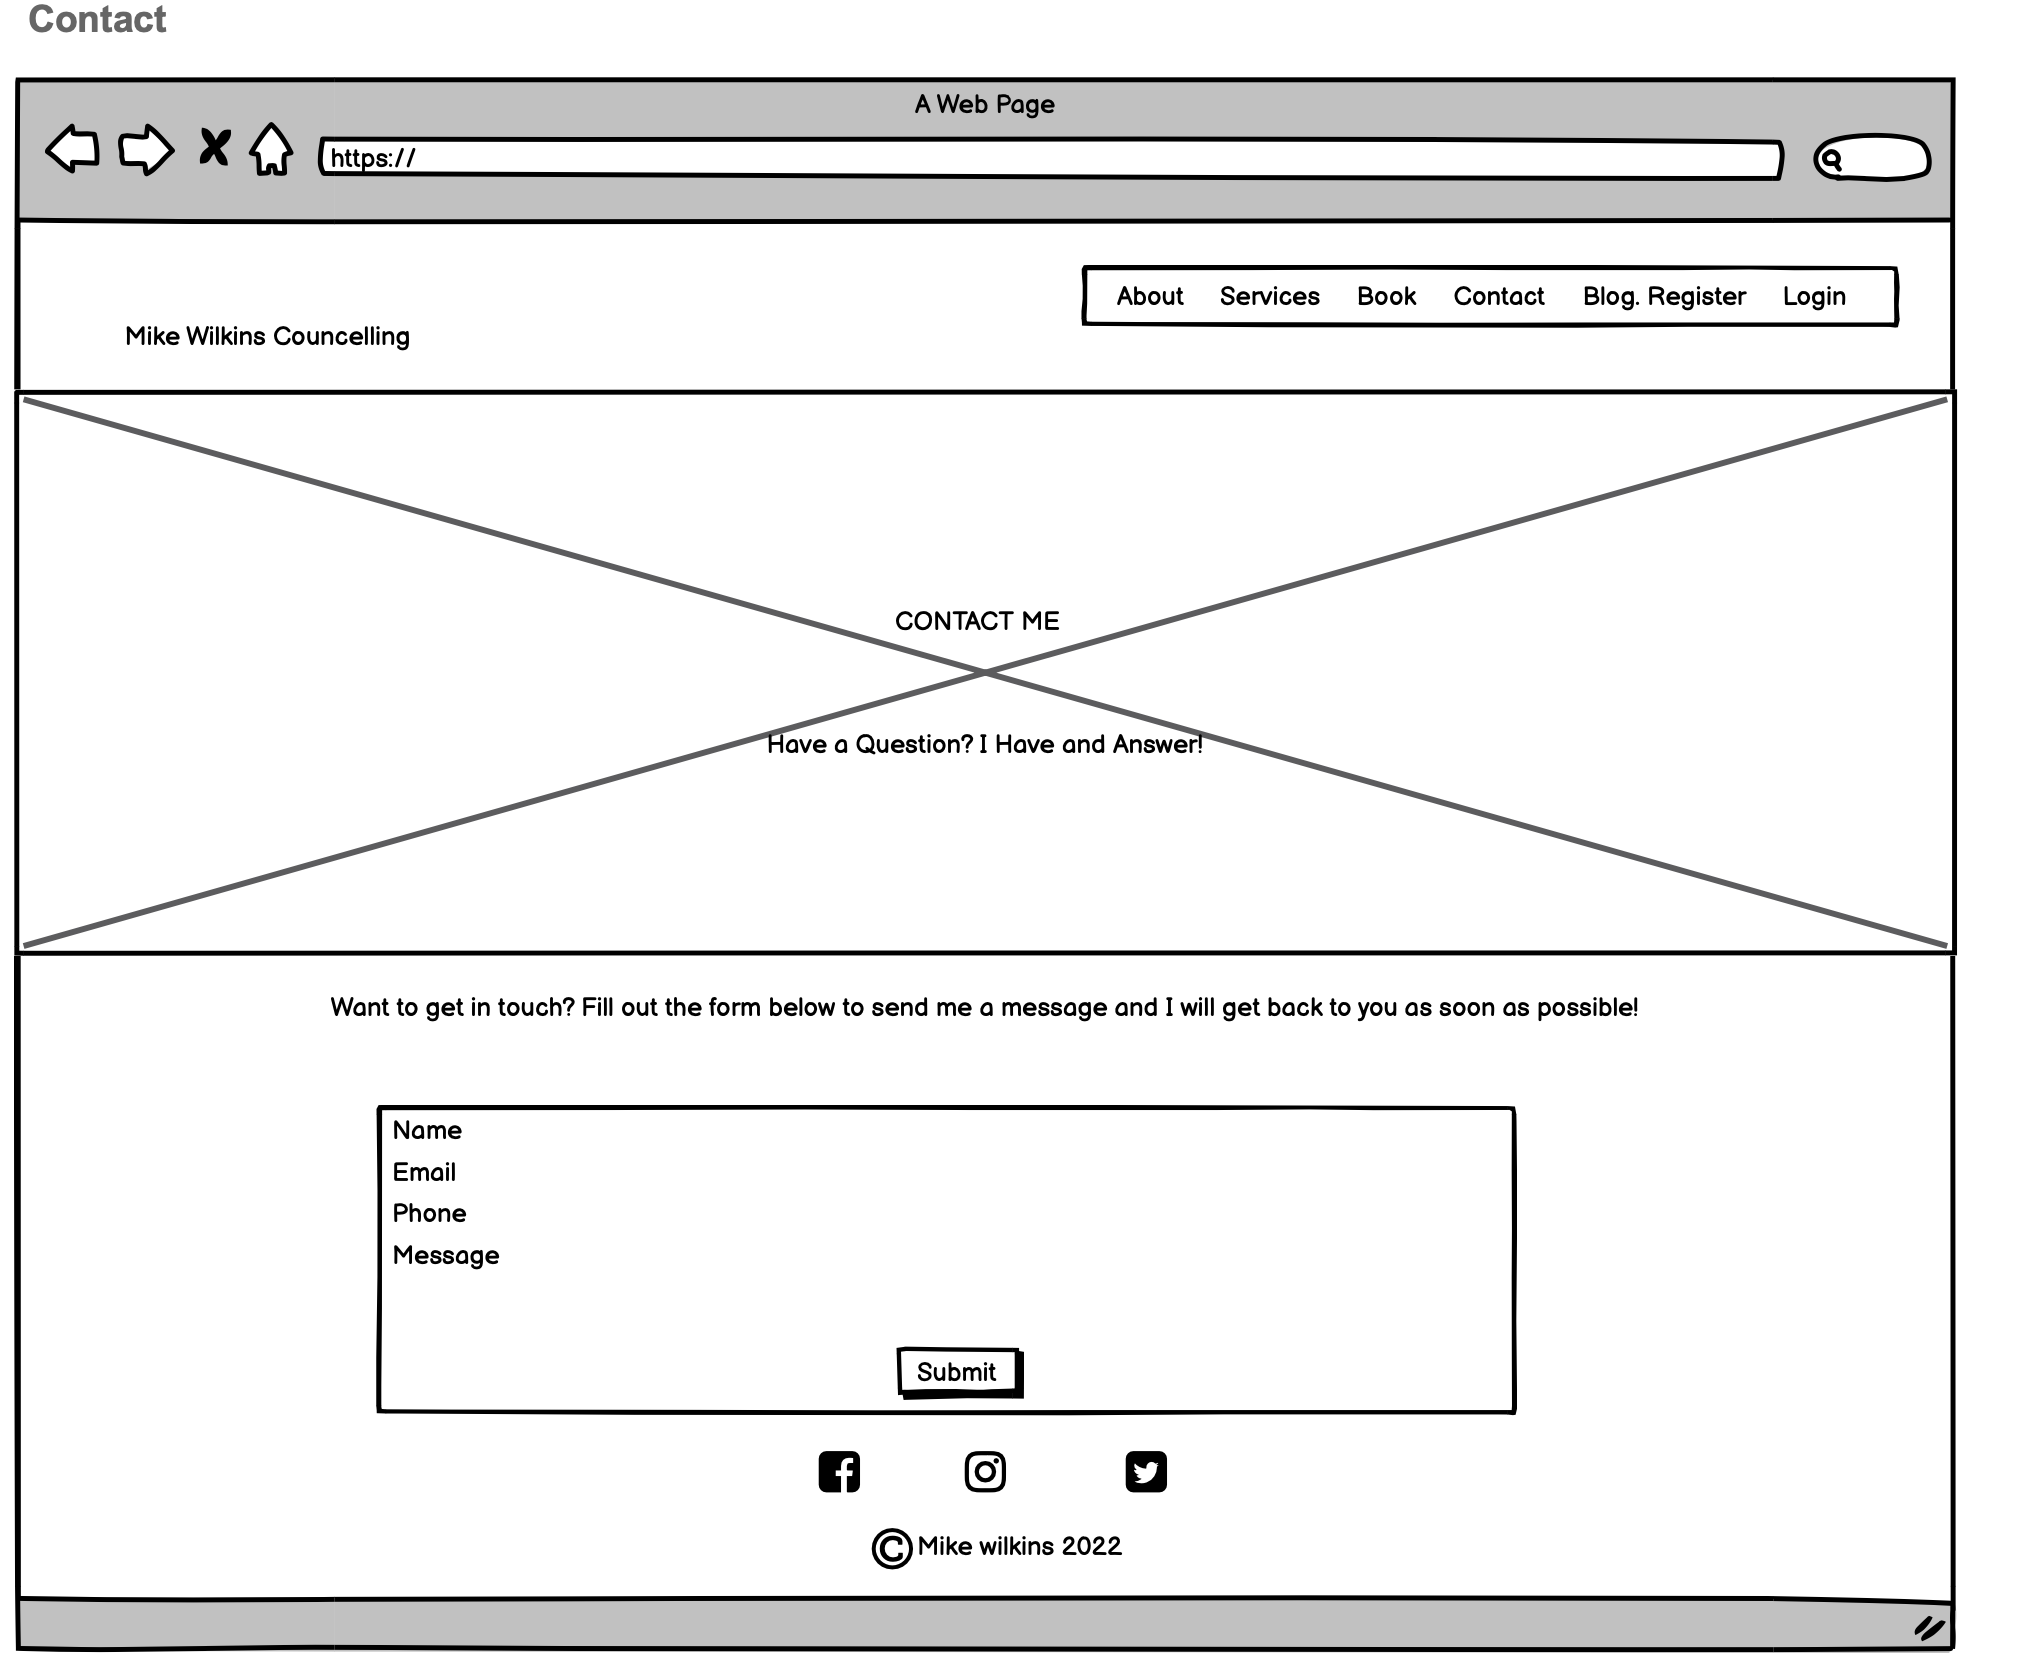 Contact
A Web Page
https://
About Services Book Contact Blog. Register Login
Mike Wilkins Councelling
CONTACT ME
Have a Question? I Have and Answer!
Want to get in touch? Fill out the form below to send me a message and I will get back to you as soon as possible!
Name
Email
Phone
Message
Submit
© Mike wilkins 2022